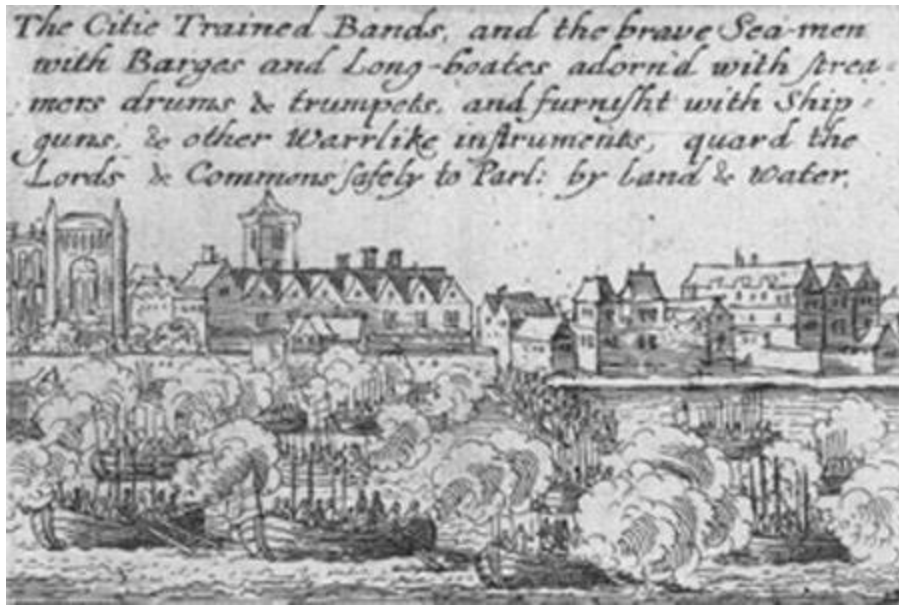 The Citie Trained Bands, and the brave Sea-men
with Barges and Long-boates adorn'd with ſtrea-
mers drums & trumpets, and furniſht with Ship-
guns, & other Warrlike inſtruments, quard the
Lords & Commons ſafely to Parl: by land & water.